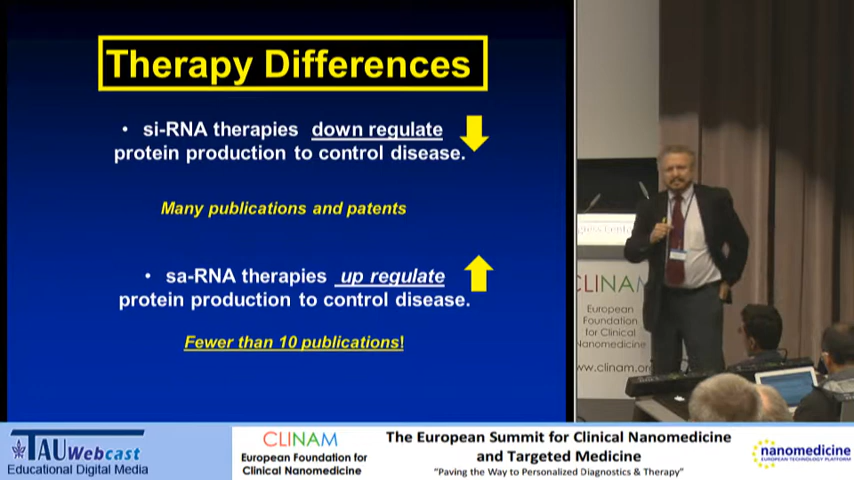 Therapy Differences
• si-RNA therapies down regulate
protein production to control disease.
Many publications and patents
• sa-RNA therapies up regulate
protein production to control disease.
Fewer than 10 publications!
CLINAM
European
Foundation
for Clinical
Nanomedicine
www.clinam.org
TAU Webcast
Educational Digital Media
CLINAM
European Foundation for
Clinical Nanomedicine
The European Summit for Clinical Nanomedicine
and Targeted Medicine
"Paving the Way to Personalized Diagnostics & Therapy"
nanomedicine
EUROPEAN TECHNOLOGY PLATFORM